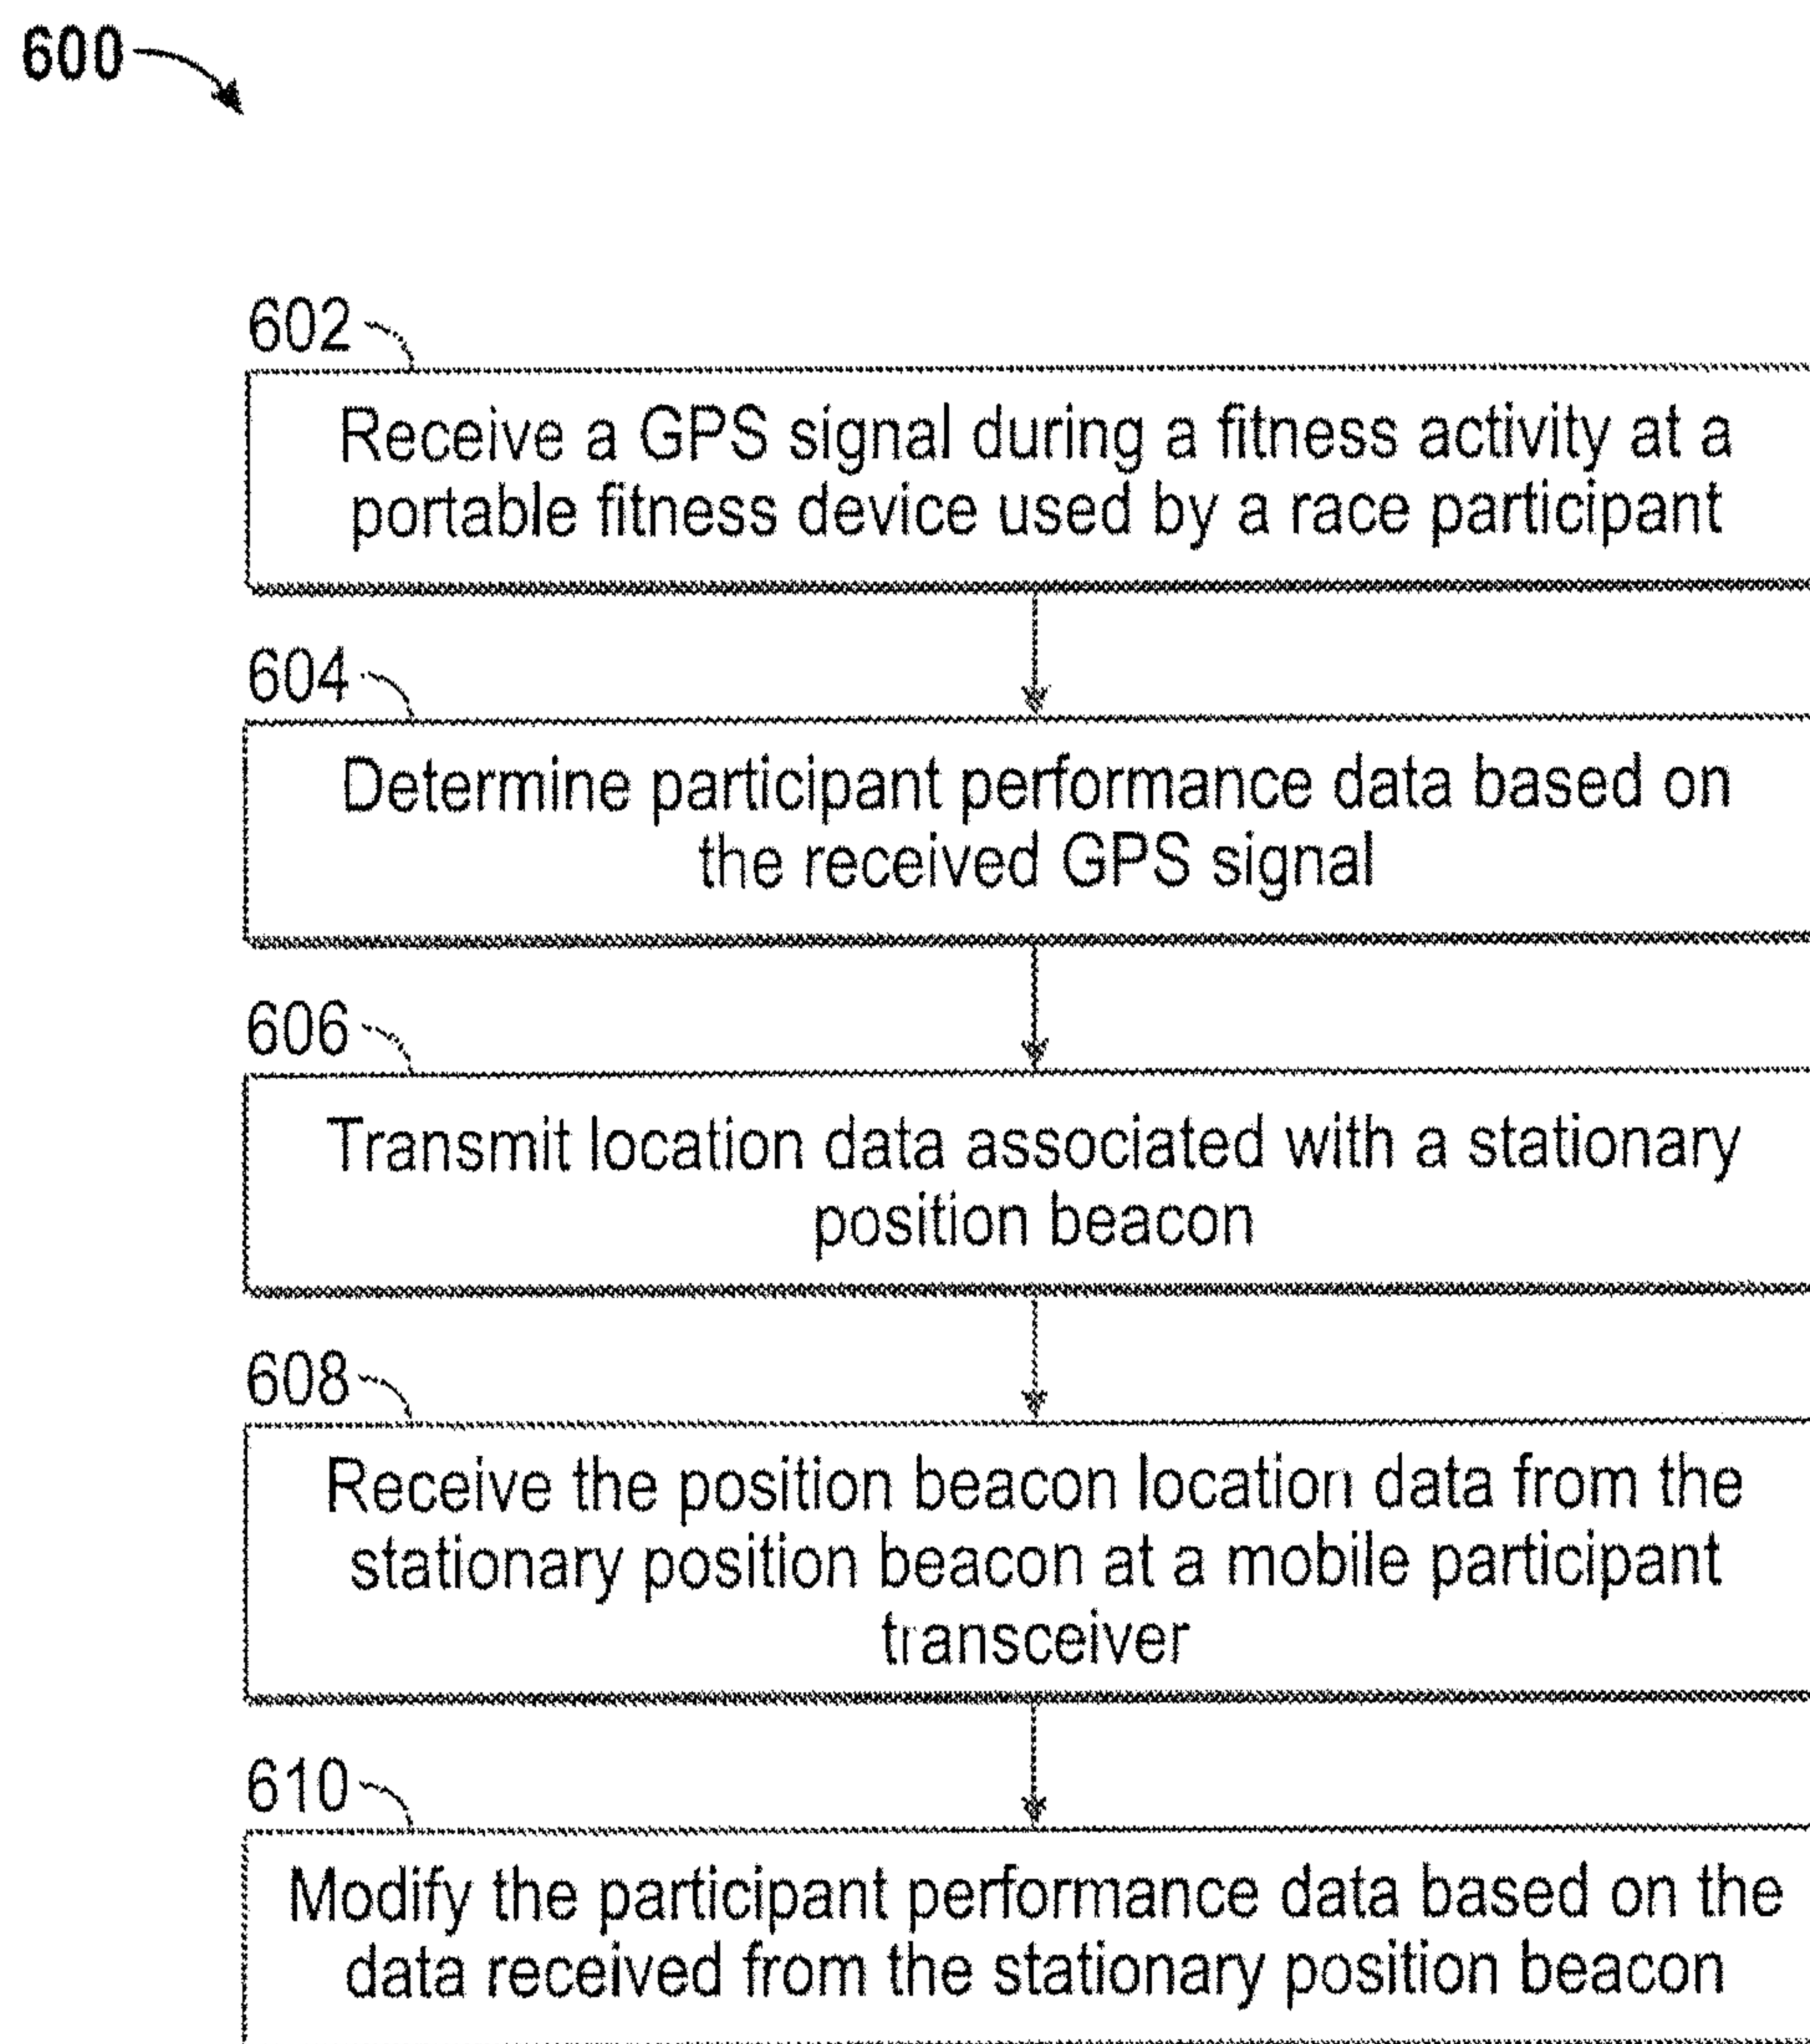 600
602
Receive a GPS signal during a fitness activity at a
portable fitness device used by a race participant
604
Determine participant performance data based on
the received GPS signal
606
Transmit location data associated with a stationary
position beacon
608
Receive the position beacon location data from the
stationary position beacon at a mobile participant
transceiver
610
Modify the participant performance data based on the
data received from the stationary position beacon